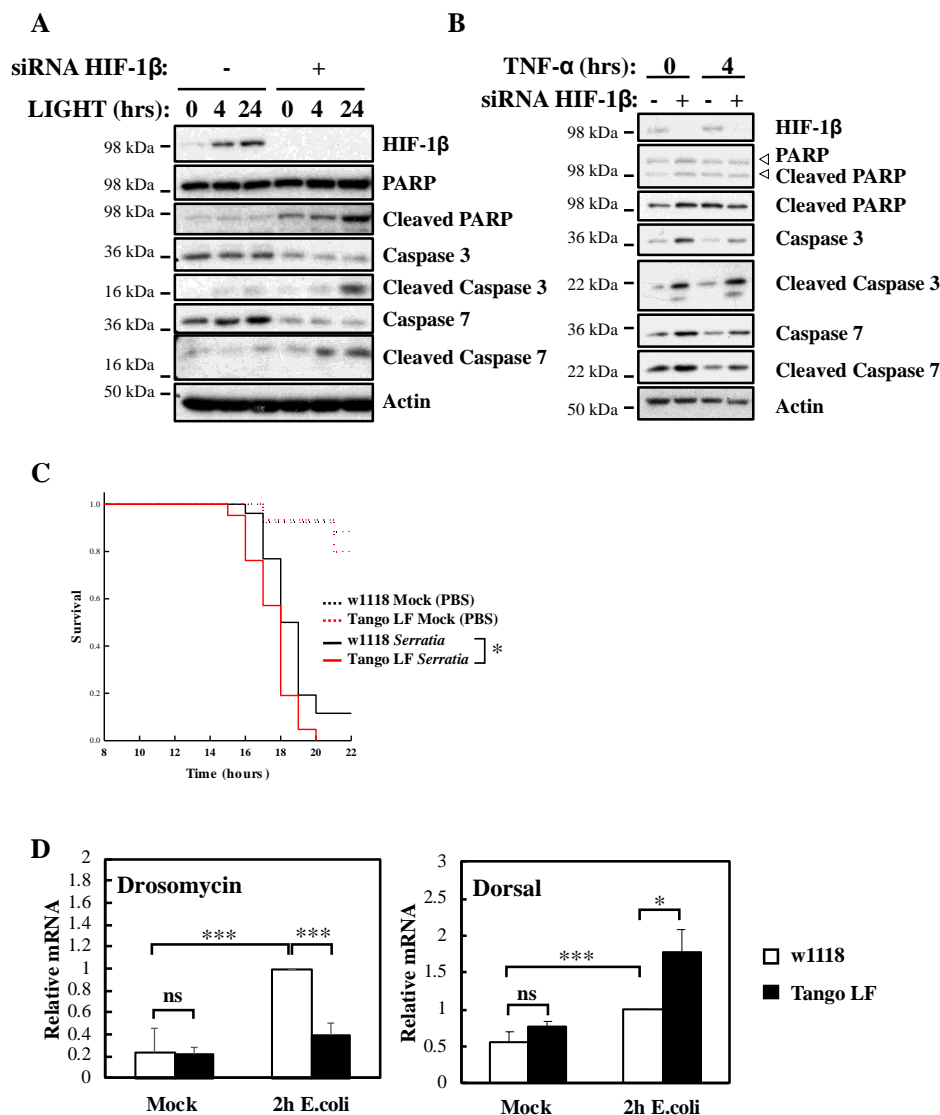 A
siRNA HIF-1β: - +
LIGHT (hrs): 0 4 24 0 4 24
98 kDa HIF-1β
98 kDa PARP
98 kDa Cleaved PARP
36 kDa Caspase 3
16 kDa Cleaved Caspase 3
36 kDa Caspase 7
16 kDa Cleaved Caspase 7
50 kDa Actin
B
TNF-α (hrs): 0 4
siRNA HIF-1β: - + - +
98 kDa HIF-1β
PARP
98 kDa Cleaved PARP
98 kDa Cleaved PARP
36 kDa Caspase 3
22 kDa Cleaved Caspase 3
36 kDa Caspase 7
22 kDa Cleaved Caspase 7
50 kDa Actin
C
Survival
1.0
0.8
0.6
0.4
0.2
0.0
8 10 12 14 16 18 20 22
Time (hours)
w1118 Mock (PBS)
Tango LF Mock (PBS)
w1118 Serratia
Tango LF Serratia
*
D
Relative mRNA
2
1.8
1.6
1.4
1.2
1
0.8
0.6
0.4
0.2
0
Drosomycin
ns
***
***
Mock 2h E.coli
Relative mRNA
3
2.5
2
1.5
1
0.5
0
Dorsal
ns
***
*
Mock 2h E.coli
w1118
Tango LF